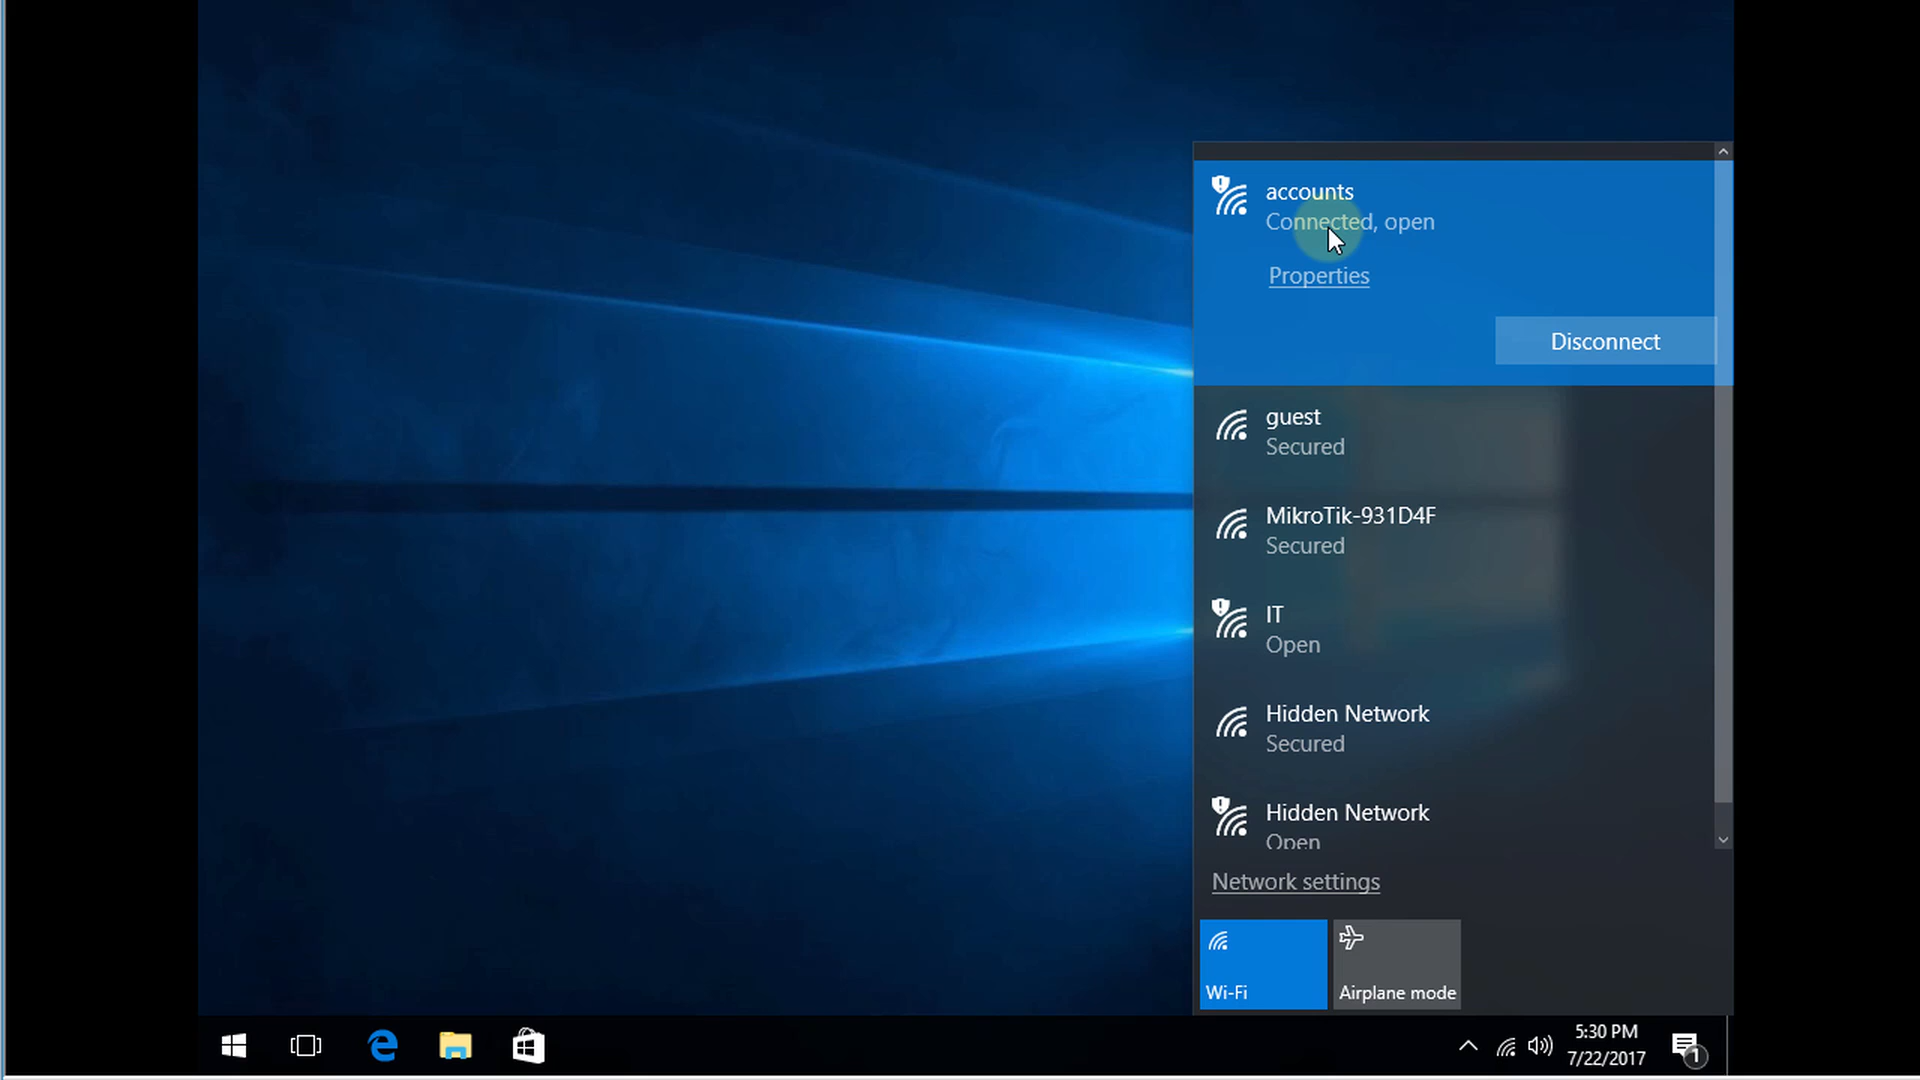 accounts
Connected, open
Properties
Disconnect
guest
Secured
MikroTik-931D4F
Secured
IT
Open
Hidden Network
Secured
Hidden Network
Open
Network settings
Wi-Fi
Airplane mode
5:30 PM
7/22/2017
1